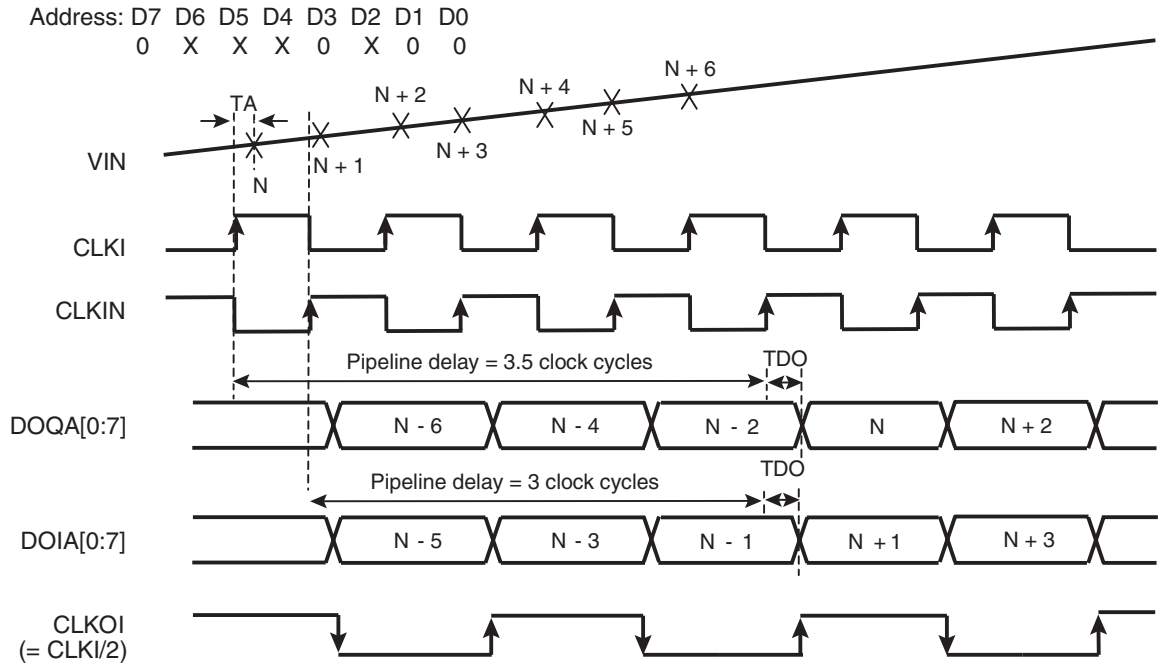 Address: D7 D6 D5 D4 D3 D2 D1 D0
0 X X X 0 X 0 0
TA
N
N + 1
N + 2
N + 3
N + 4
N + 5
N + 6
VIN
CLKI
CLKIN
Pipeline delay = 3.5 clock cycles
TDO
DOQA[0:7]
N - 6
N - 4
N - 2
N
N + 2
Pipeline delay = 3 clock cycles
TDO
DOIA[0:7]
N - 5
N - 3
N - 1
N + 1
N + 3
CLKOI
(= CLKI/2)